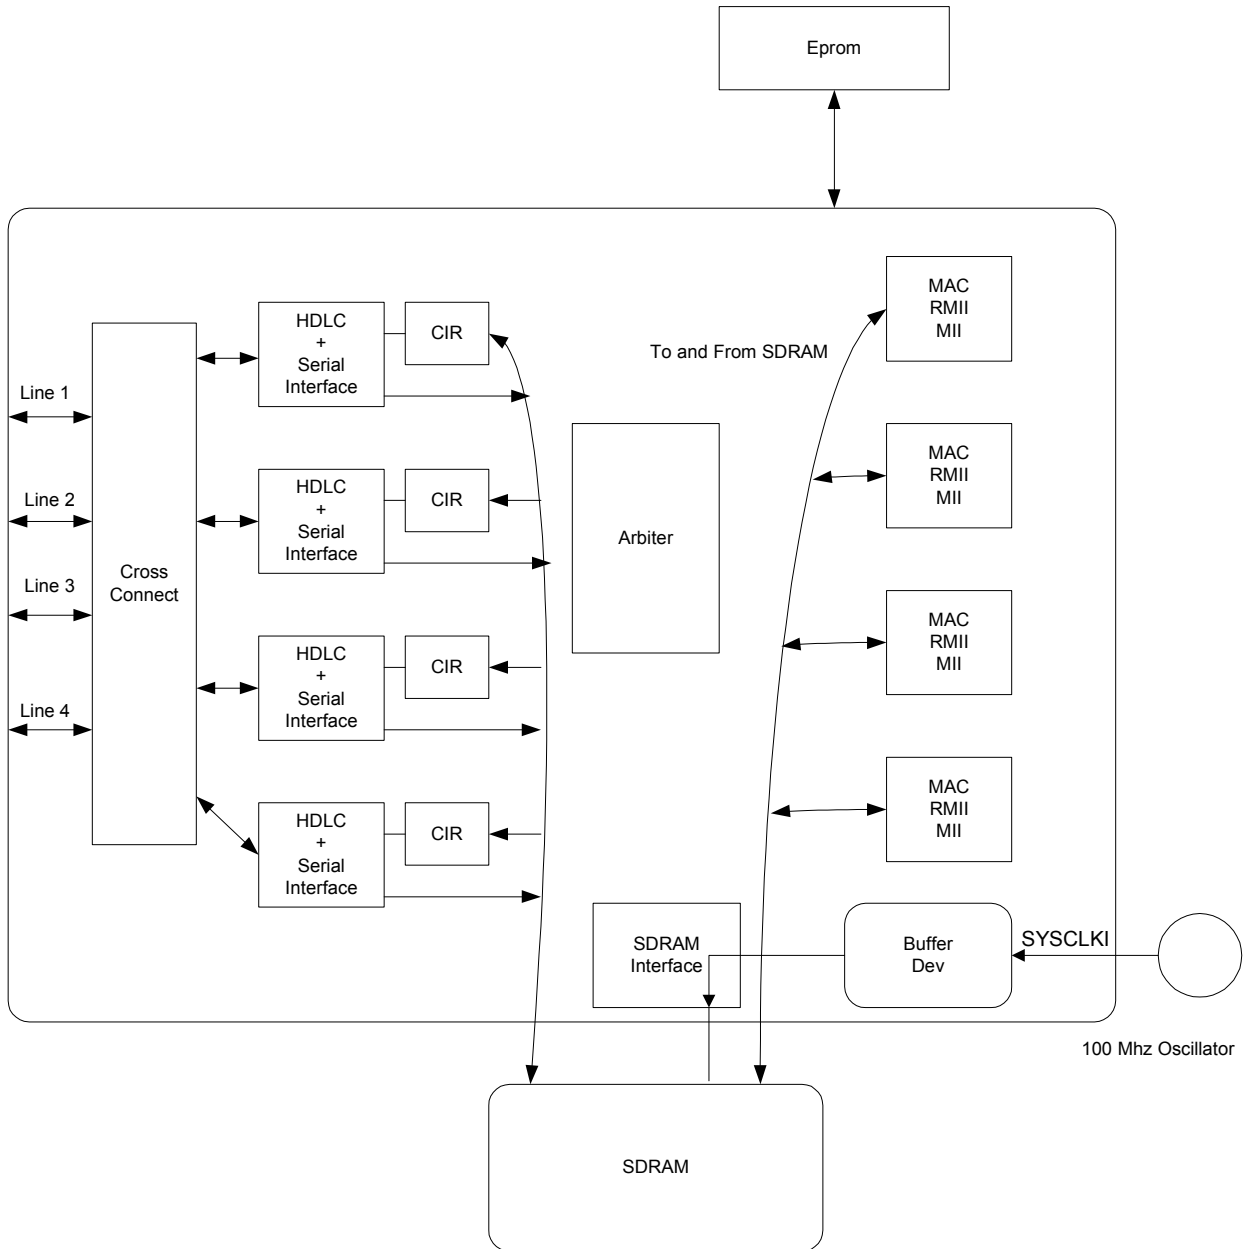 Eprom
MAC
RMII
MII
HDLC
+
Serial
Interface
CIR
To and From SDRAM
Line 1
MAC
RMII
MII
HDLC
+
Serial
Interface
CIR
Line 2
Arbiter
Cross
Connect
Line 3
MAC
RMII
MII
HDLC
+
Serial
Interface
CIR
Line 4
MAC
RMII
MII
HDLC
+
Serial
Interface
CIR
SDRAM
Interface
Buffer
Dev
SYSCLKI
100 Mhz Oscillator
SDRAM